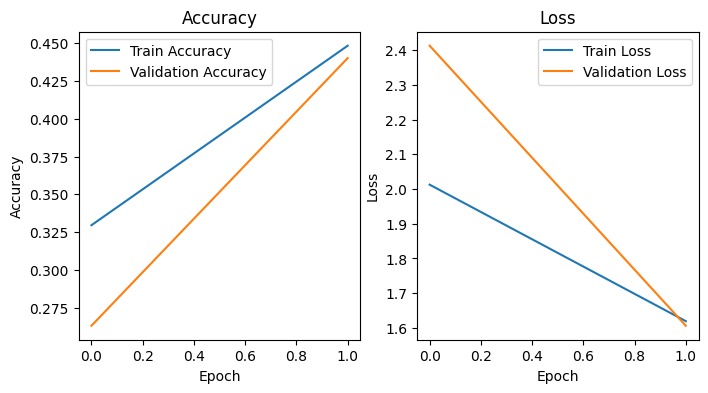 Accuracy
Train Accuracy
Validation Accuracy
0.450
0.425
0.400
0.375
0.350
0.325
0.300
0.275
Accuracy
0.0 0.2 0.4 0.6 0.8 1.0
Epoch
Loss
Train Loss
Validation Loss
2.4
2.3
2.2
2.1
2.0
1.9
1.8
1.7
1.6
Loss
0.0 0.2 0.4 0.6 0.8 1.0
Epoch